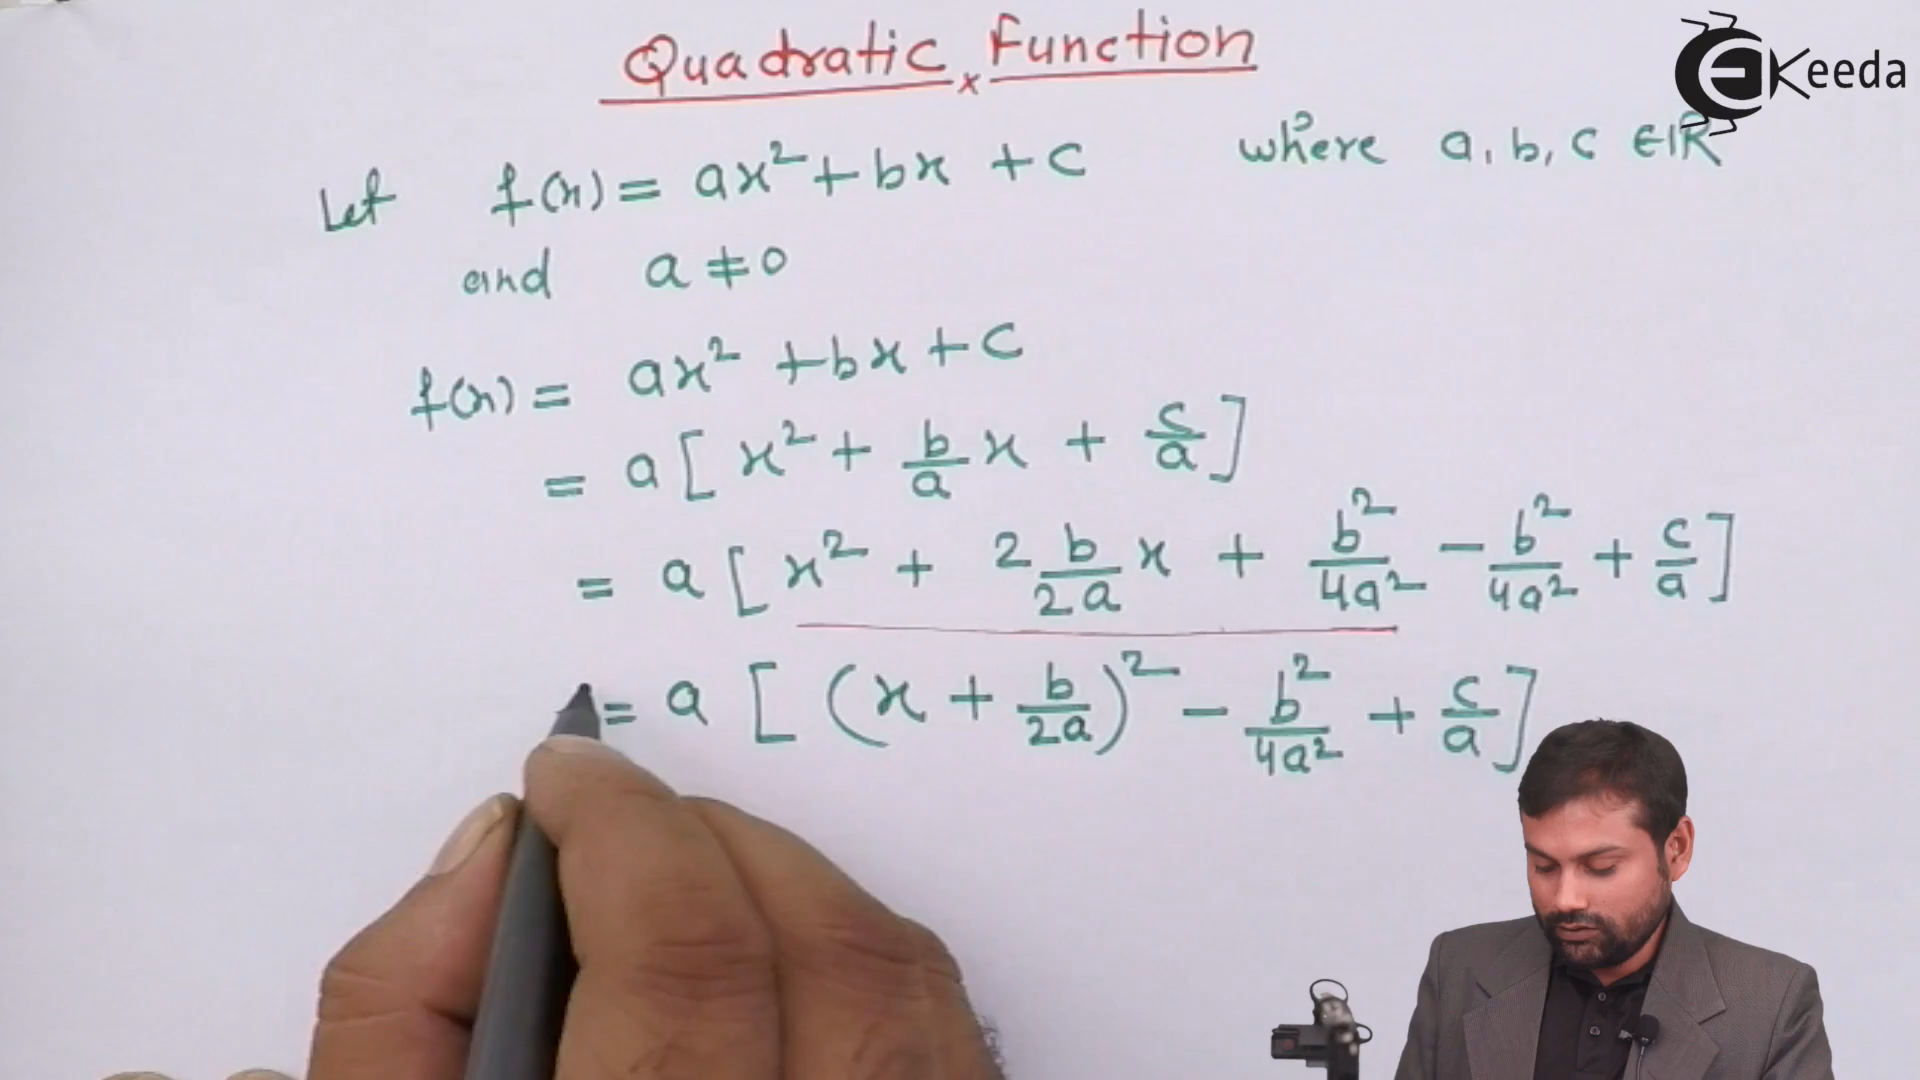 Quadratic Function
EKeeda
Let f(x) = ax² + bx + c where a, b, c ∈ ℝ
and a ≠ 0
f(x) = ax² + bx + c
= a [ x² + b/a x + c/a ]
= a [ x² + 2 b/2a x + b²/4a² - b²/4a² + c/a ]
= a [ (x + b/2a)² - b²/4a² + c/a ]